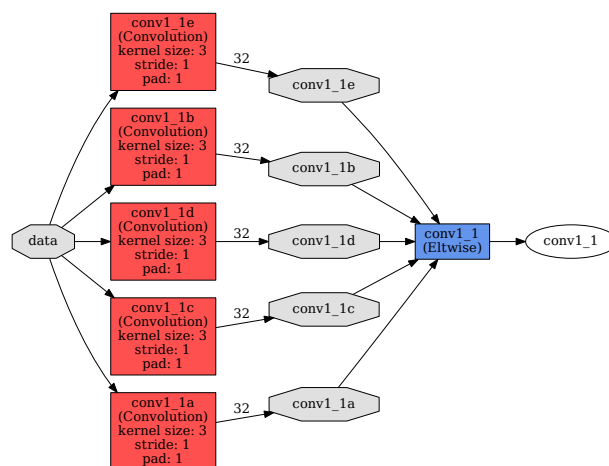 conv1_1e
(Convolution)
kernel size: 3
stride: 1
pad: 1
32
conv1_1e
conv1_1b
(Convolution)
kernel size: 3
stride: 1
pad: 1
32
conv1_1b
data
conv1_1d
(Convolution)
kernel size: 3
stride: 1
pad: 1
32
conv1_1d
conv1_1
(Eltwise)
conv1_1
conv1_1c
(Convolution)
kernel size: 3
stride: 1
pad: 1
32
conv1_1c
conv1_1a
(Convolution)
kernel size: 3
stride: 1
pad: 1
32
conv1_1a